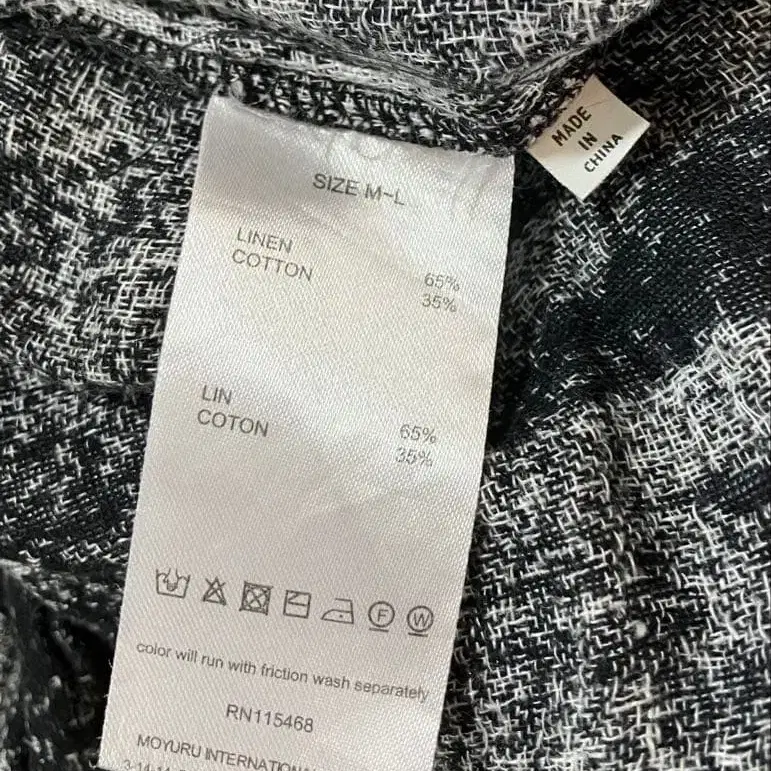 MADE
IN
CHINA
SIZE M~L
LINEN 65%
COTTON 35%
LIN 65%
COTON 35%
F W
color will run with friction wash separately
RN115468
MOYURU INTERNATIONAL